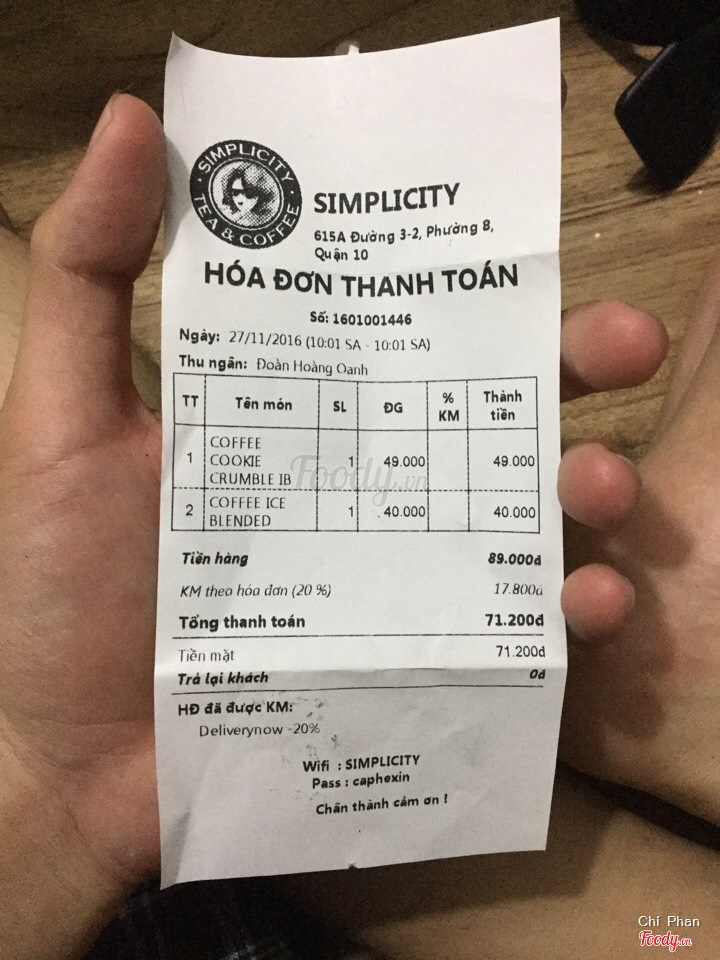 SIMPLICITY
TEA & COFFEE
SIMPLICITY
615A Đường 3-2, Phường 8,
Quận 10
HÓA ĐƠN THANH TOÁN
Số: 1601001446
Ngày: 27/11/2016 (10:01 SA - 10:01 SA)
Thu ngân: Đoàn Hoàng Oanh
TT Tên món SL ĐG % KM Thành tiền
1 COFFEE COOKIE CRUMBLE IB 1 49.000 49.000
2 COFFEE ICE BLENDED 1 40.000 40.000
Foody.vn
Tiền hàng 89.000đ
KM theo hóa đơn (20 %) 17.800đ
Tổng thanh toán 71.200đ
Tiền mặt 71.200đ
Trả lại khách 0đ
HĐ đã được KM:
Deliverynow -20%
Wifi : SIMPLICITY
Pass : caphexin
Chân thành cảm ơn !
Chí Phan
Foody.vn